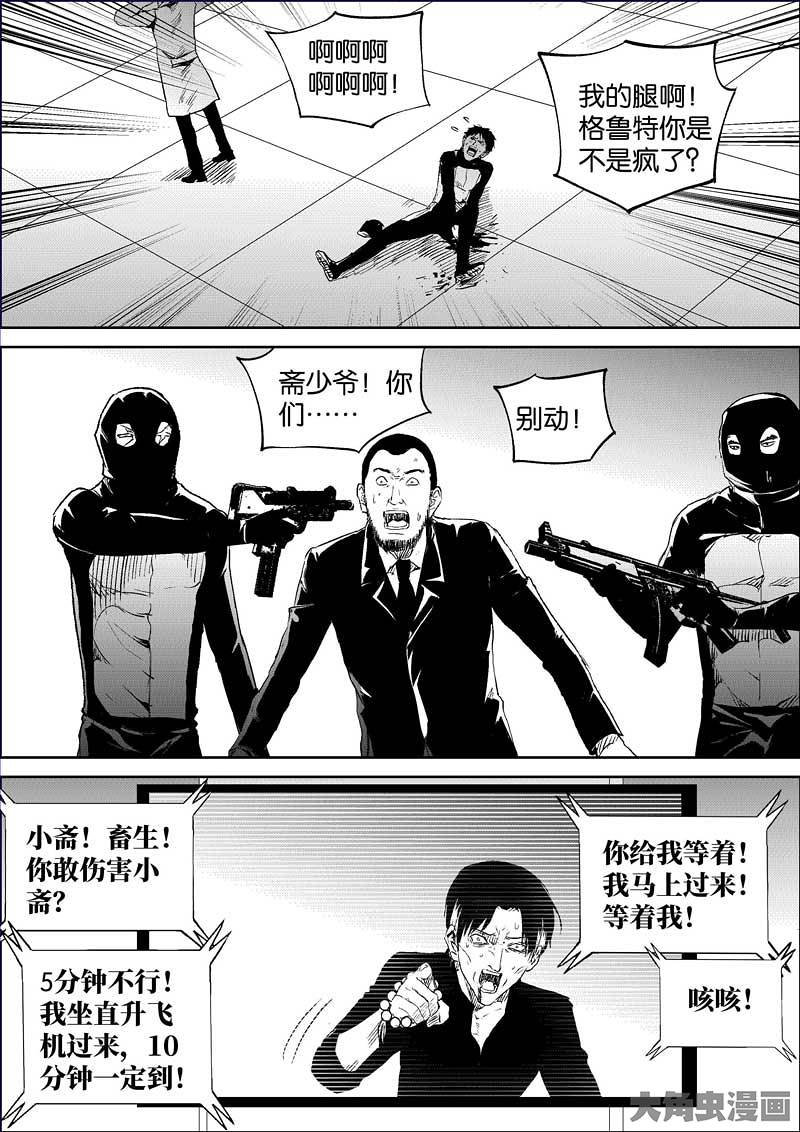 啊啊啊
啊啊啊！
我的腿啊！
格鲁特你是
不是疯了？
斋少爷！你
们……
别动！
小斋！畜生！
你敢伤害小
斋？
你给我等着！
我马上过来！
等着我！
5分钟不行！
我坐直升飞
机过来，10
分钟一定到！
咳咳！
大角虫漫画